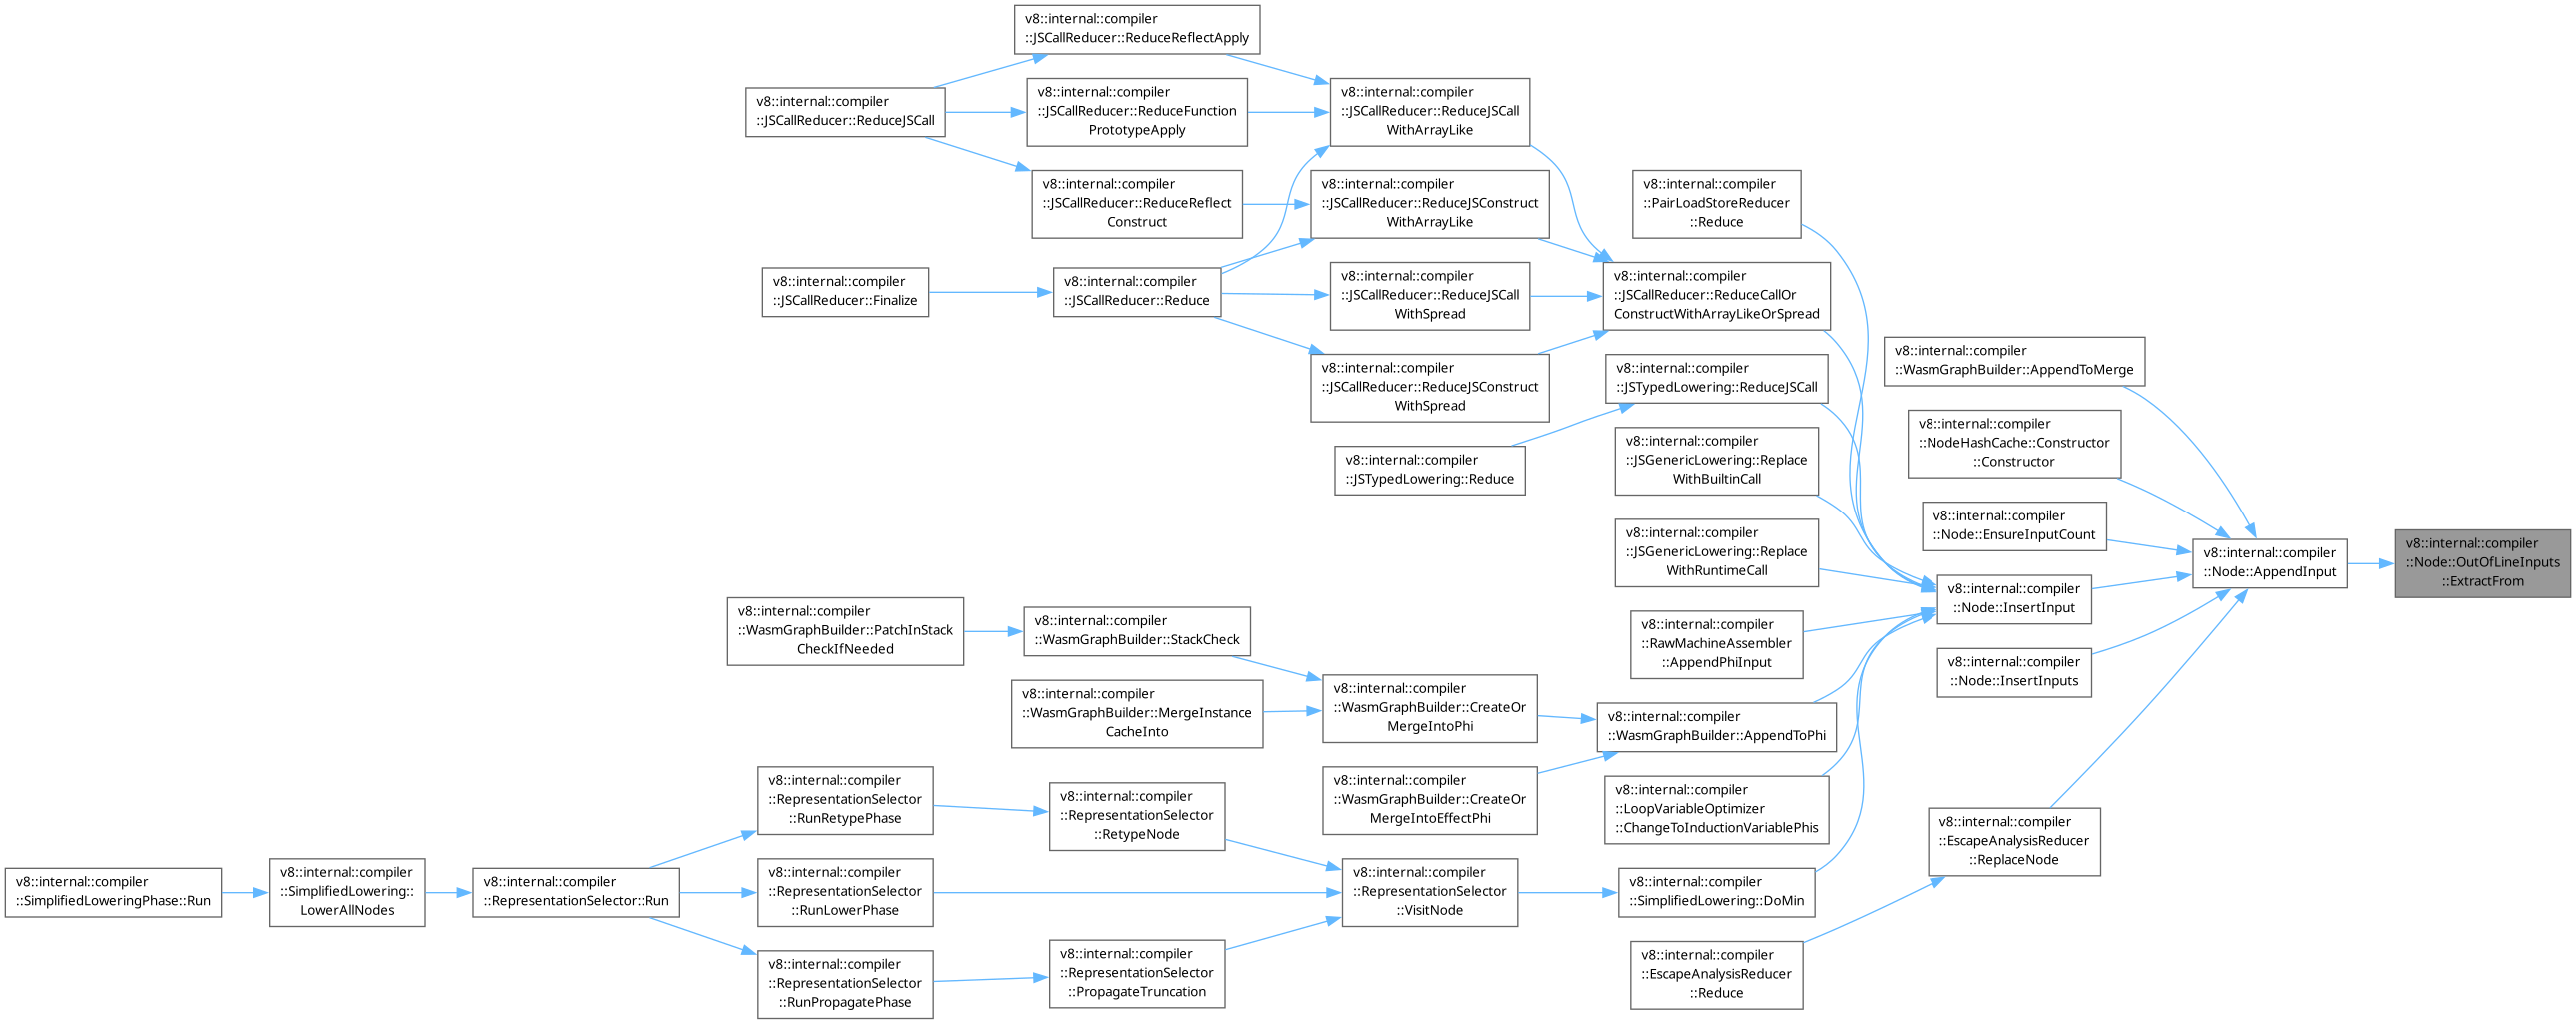 v8::internal::compiler
::JSCallReducer::ReduceReflectApply
v8::internal::compiler
::JSCallReducer::ReduceJSCall
v8::internal::compiler
::JSCallReducer::ReduceFunction
PrototypeApply
v8::internal::compiler
::JSCallReducer::ReduceJSCall
WithArrayLike
v8::internal::compiler
::JSCallReducer::ReduceReflect
Construct
v8::internal::compiler
::JSCallReducer::ReduceJSConstruct
WithArrayLike
v8::internal::compiler
::PairLoadStoreReducer
::Reduce
v8::internal::compiler
::JSCallReducer::Finalize
v8::internal::compiler
::JSCallReducer::Reduce
v8::internal::compiler
::JSCallReducer::ReduceJSCall
WithSpread
v8::internal::compiler
::JSCallReducer::ReduceCallOr
ConstructWithArrayLikeOrSpread
v8::internal::compiler
::JSCallReducer::ReduceJSConstruct
WithSpread
v8::internal::compiler
::JSTypedLowering::ReduceJSCall
v8::internal::compiler
::WasmGraphBuilder::AppendToMerge
v8::internal::compiler
::JSTypedLowering::Reduce
v8::internal::compiler
::JSGenericLowering::Replace
WithBuiltinCall
v8::internal::compiler
::NodeHashCache::Constructor
::Constructor
v8::internal::compiler
::JSGenericLowering::Replace
WithRuntimeCall
v8::internal::compiler
::Node::EnsureInputCount
v8::internal::compiler
::Node::AppendInput
v8::internal::compiler
::Node::OutOfLineInputs
::ExtractFrom
v8::internal::compiler
::Node::InsertInput
v8::internal::compiler
::WasmGraphBuilder::PatchInStack
CheckIfNeeded
v8::internal::compiler
::WasmGraphBuilder::StackCheck
v8::internal::compiler
::RawMachineAssembler
::AppendPhiInput
v8::internal::compiler
::Node::InsertInputs
v8::internal::compiler
::WasmGraphBuilder::MergeInstance
CacheInto
v8::internal::compiler
::WasmGraphBuilder::CreateOr
MergeIntoPhi
v8::internal::compiler
::WasmGraphBuilder::AppendToPhi
v8::internal::compiler
::RepresentationSelector
::RunRetypePhase
v8::internal::compiler
::RepresentationSelector
::RetypeNode
v8::internal::compiler
::WasmGraphBuilder::CreateOr
MergeIntoEffectPhi
v8::internal::compiler
::LoopVariableOptimizer
::ChangeToInductionVariablePhis
v8::internal::compiler
::EscapeAnalysisReducer
::ReplaceNode
v8::internal::compiler
::SimplifiedLoweringPhase::Run
v8::internal::compiler
::SimplifiedLowering::
LowerAllNodes
v8::internal::compiler
::RepresentationSelector::Run
v8::internal::compiler
::RepresentationSelector
::RunLowerPhase
v8::internal::compiler
::RepresentationSelector
::VisitNode
v8::internal::compiler
::SimplifiedLowering::DoMin
v8::internal::compiler
::RepresentationSelector
::RunPropagatePhase
v8::internal::compiler
::RepresentationSelector
::PropagateTruncation
v8::internal::compiler
::EscapeAnalysisReducer
::Reduce